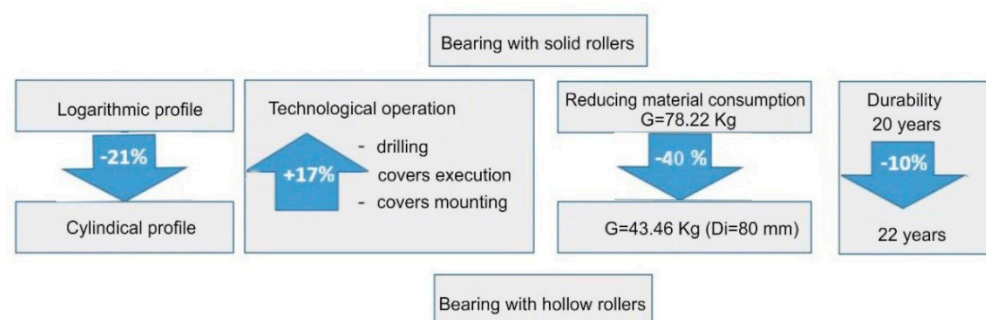 Bearing with solid rollers
Logarithmic profile
-21%
Cylindical profile
Technological operation
- drilling
covers execution
- covers mounting
+17%
Reducing material consumption
G=78.22 Kg
-40 %
G=43.46 Kg (Di=80 mm)
Durability
20 years
-10%
22 years
Bearing with hollow rollers